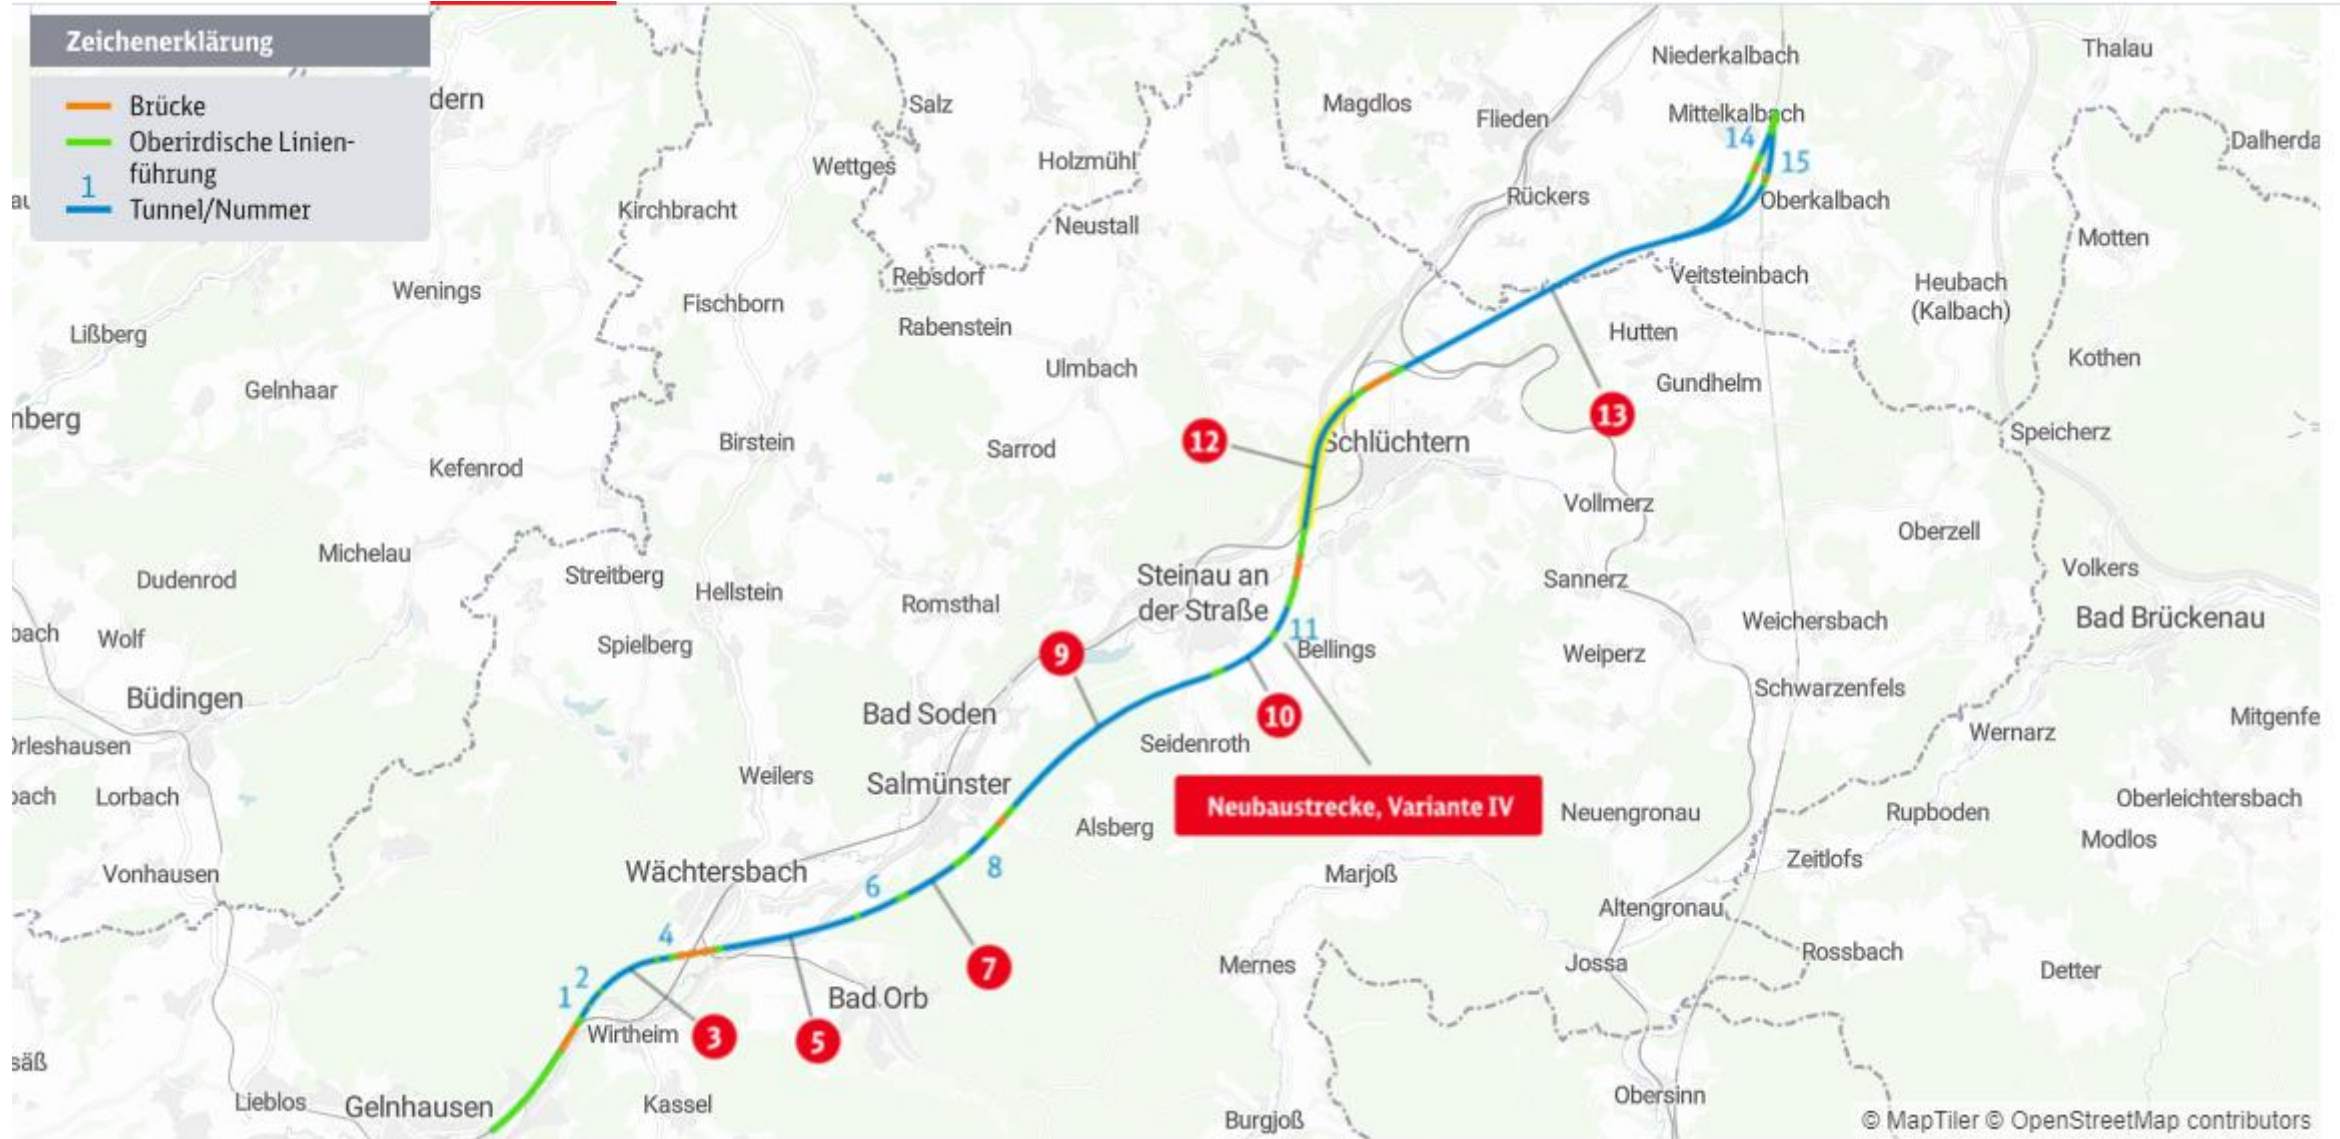 Zeichenerklärung
Brücke
Oberirdische Linien-
führung
1
Tunnel/Nummer
dern
Salz
Wettges
Holzmühl
Kirchbracht
Neustall
Rebsdorf
Wenings
Fischborn
Rabenstein
Lißberg
Ulmbach
Gelnhaar
nberg
Birstein
Sarrod
Kefenrod
Michelau
Dudenrod
Streitberg
Hellstein
Romsthal
bach
Wolf
Spielberg
Büdingen
Bad Soden
Orleshausen
Weilers
Salmünster
bach
Lorbach
Vonhausen
Wächtersbach
Bad Orb
Wirtheim
säß
Lieblos
Gelnhausen
Kassel
Magdlos
Flieden
Niederkalbach
Mittelkalbach
Thalau
Dalherda
14
15
Rückers
Oberkalbach
Motten
Veitsteinbach
Heubach
(Kalbach)
Hutten
Kothen
Gundhelm
13
12
Schlüchtern
Speicherz
Vollmerz
Oberzell
Volkers
Steinau an
der Straße
Sannerz
Weichersbach
Bad Brückenau
11
Bellings
Weiperz
Schwarzenfels
9
10
Seidenroth
Wernarz
Mitgenfe
Neubaustrecke, Variante IV
Alsberg
Neuengronau
Rupboden
Oberleichtersbach
Modlos
8
6
Marjoß
Zeitlofs
Altengronau
4
7
Mernes
Jossa
Rossbach
Detter
2
1
3
5
Obersinn
Burgjoß
© MapTiler © OpenStreetMap contributors